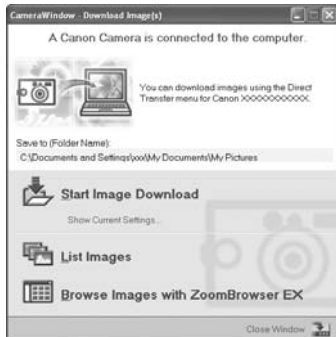 CameraWindow - Download Image(s)
A Canon Camera is connected to the computer.
You can download images using the Direct
Transfer menu for Canon XXXXXXXXXXX.
Save to (Folder Name):
C:\Documents and Settings\xxx\My Documents\My Pictures
Start Image Download
Show Current Settings...
List Images
Browse Images with ZoomBrowser EX
Close Window